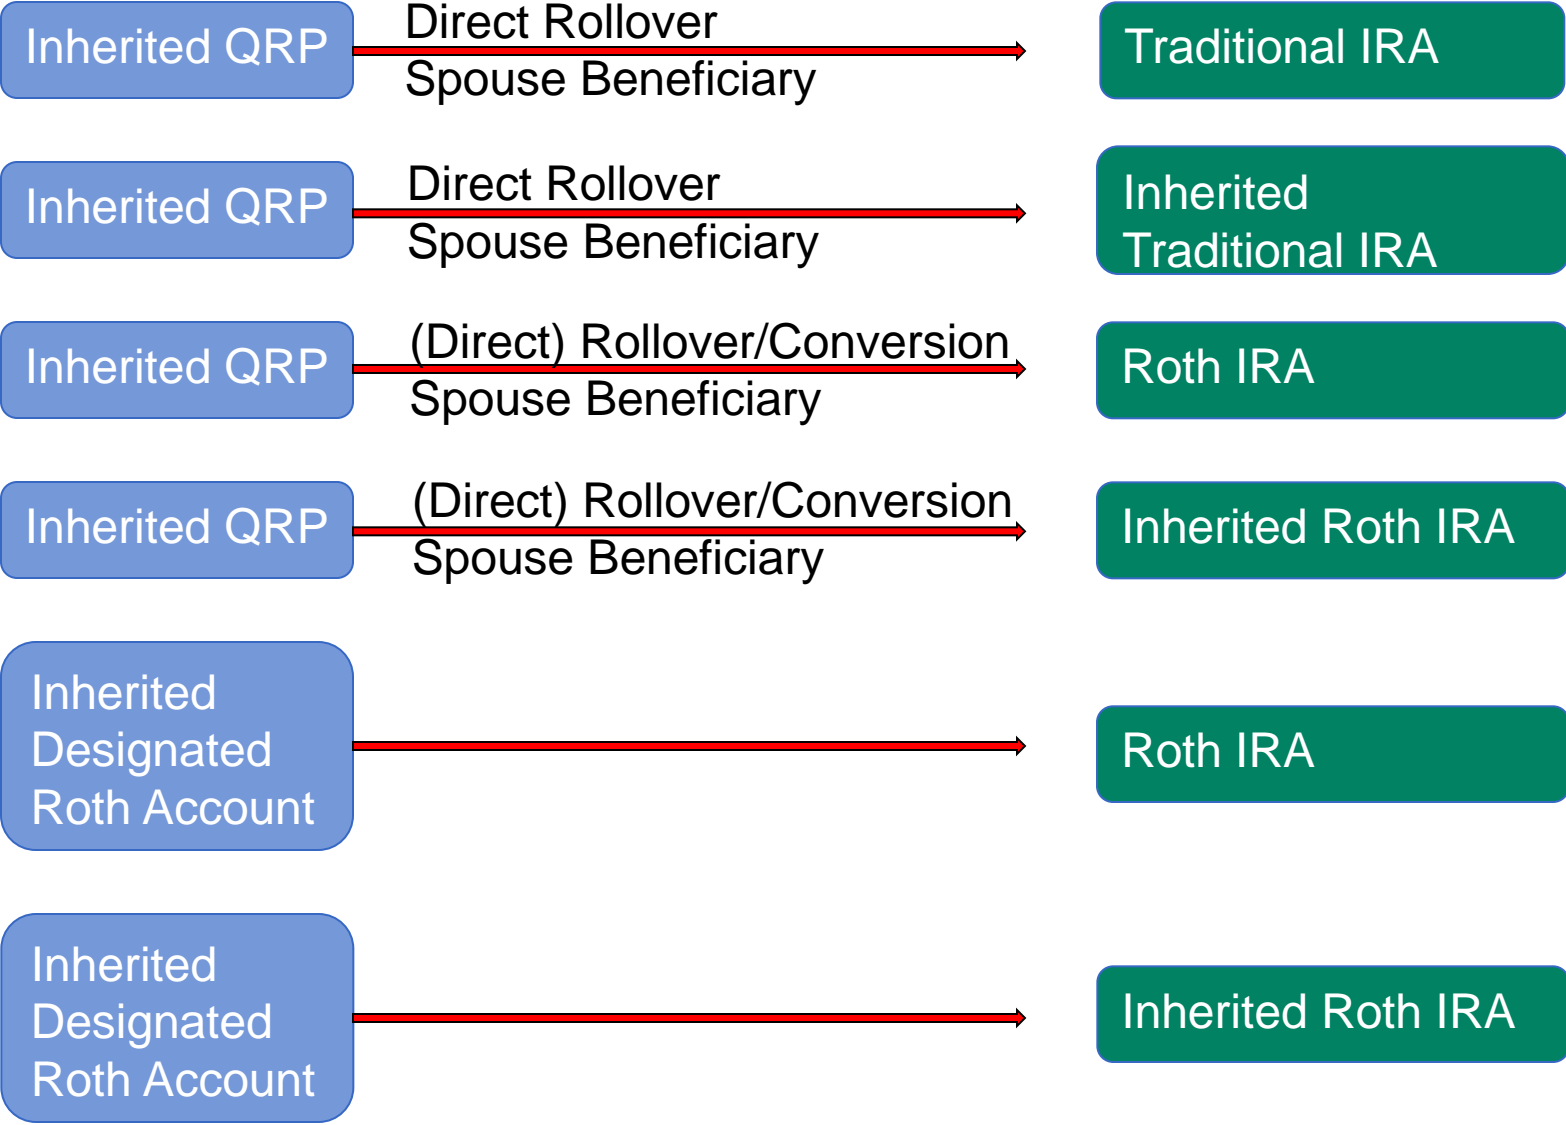 Inherited QRP
Direct Rollover
Spouse Beneficiary
Traditional IRA
Inherited QRP
Direct Rollover
Spouse Beneficiary
Inherited
Traditional IRA
Inherited QRP
(Direct) Rollover/Conversion
Spouse Beneficiary
Roth IRA
Inherited QRP
(Direct) Rollover/Conversion
Spouse Beneficiary
Inherited Roth IRA
Inherited
Designated
Roth Account
Roth IRA
Inherited
Designated
Roth Account
Inherited Roth IRA